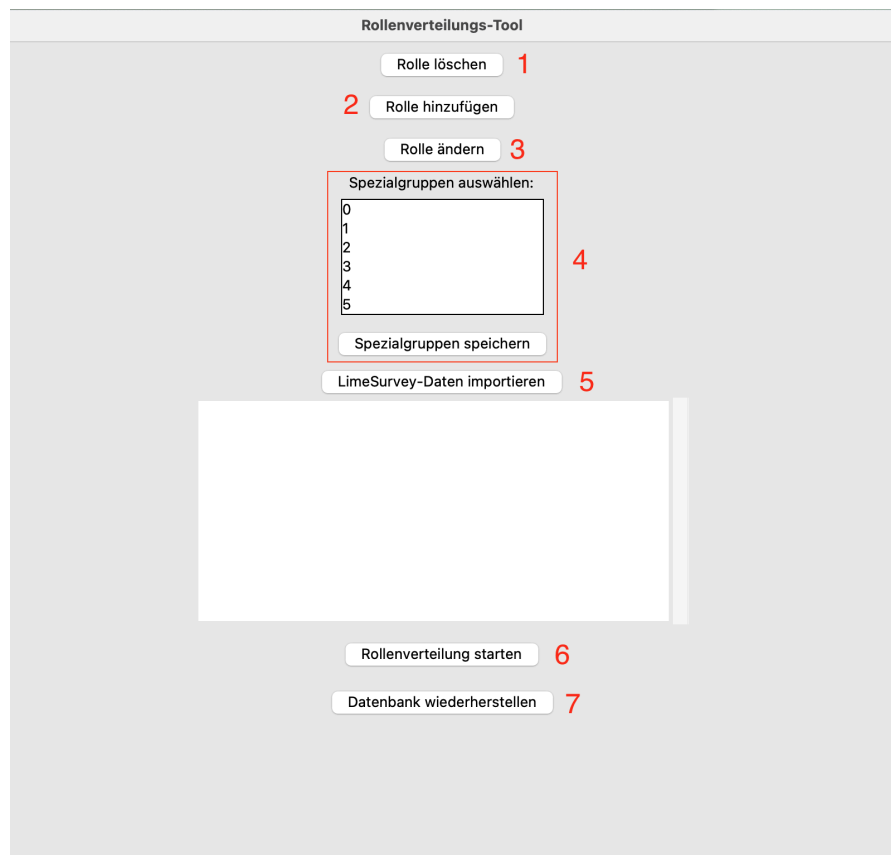 Rollenverteilungs-Tool
Rolle löschen 1
2 Rolle hinzufügen
Rolle ändern 3
Spezialgruppen auswählen:
0
1
2
3
4
5
4
Spezialgruppen speichern
LimeSurvey-Daten importieren 5
Rollenverteilung starten 6
Datenbank wiederherstellen 7